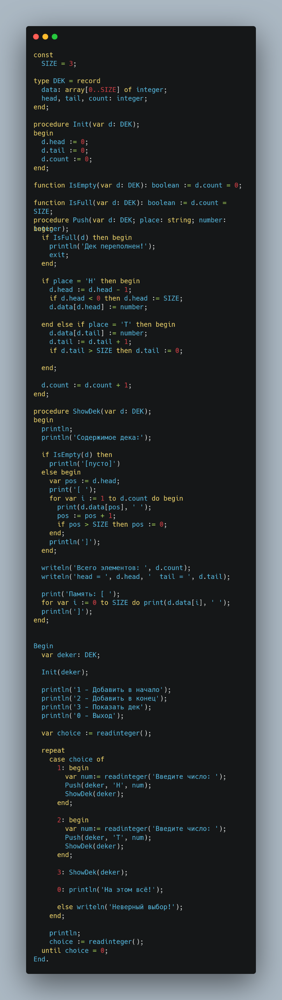 const
  SIZE = 3;

type DEK = record
  data: array[0..SIZE] of integer;
  head, tail, count: integer;
end;

procedure Init(var d: DEK);
begin
  d.head := 0;
  d.tail := 0;
  d.count := 0;
end;

function IsEmpty(var d: DEK): boolean := d.count = 0;

function IsFull(var d: DEK): boolean := d.count =
SIZE;
procedure Push(var d: DEK; place: string; number:
integer);
begin
  if IsFull(d) then begin
    println('Дек переполнен!');
    exit;
  end;

  if place = 'H' then begin
    d.head := d.head - 1;
    if d.head < 0 then d.head := SIZE;
    d.data[d.head] := number;

  end else if place = 'T' then begin
    d.data[d.tail] := number;
    d.tail := d.tail + 1;
    if d.tail > SIZE then d.tail := 0;

  end;

  d.count := d.count + 1;
end;

procedure ShowDek(var d: DEK);
begin
  println;
  println('Содержимое дека:');

  if IsEmpty(d) then
    println('[пусто]')
  else begin
    var pos := d.head;
    print('[ ');
    for var i := 1 to d.count do begin
      print(d.data[pos], ' ');
      pos := pos + 1;
      if pos > SIZE then pos := 0;
    end;
    println(']');
  end;

  writeln('Всего элементов: ', d.count);
  writeln('head = ', d.head, '  tail = ', d.tail);

  print('Память: [ ');
  for var i := 0 to SIZE do print(d.data[i], ' ');
  println(']');
end;


Begin
  var deker: DEK;

  Init(deker);

  println('1 - Добавить в начало');
  println('2 - Добавить в конец');
  println('3 - Показать дек');
  println('0 - Выход');

  var choice := readinteger();

  repeat
    case choice of
      1: begin
        var num:= readinteger('Введите число: ');
        Push(deker, 'H', num);
        ShowDek(deker);
      end;

      2: begin
        var num:= readinteger('Введите число: ');
        Push(deker, 'T', num);
        ShowDek(deker);
      end;

      3: ShowDek(deker);

      0: println('На этом всё!');

      else writeln('Неверный выбор!');
    end;

    println;
    choice := readinteger();
  until choice = 0;
End.